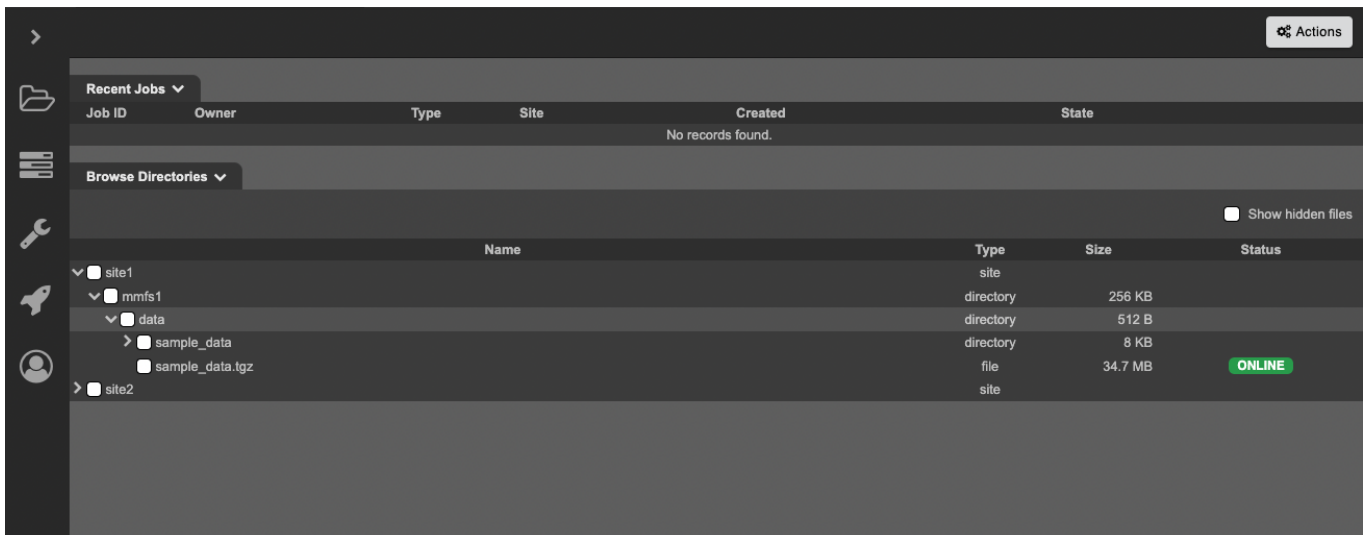 Actions
Recent Jobs
Job ID Owner Type Site Created State
No records found.
Browse Directories
Show hidden files
Name Type Size Status
site1 site
mmfs1 directory 256 KB
data directory 512 B
sample_data directory 8 KB
sample_data.tgz file 34.7 MB ONLINE
site2 site